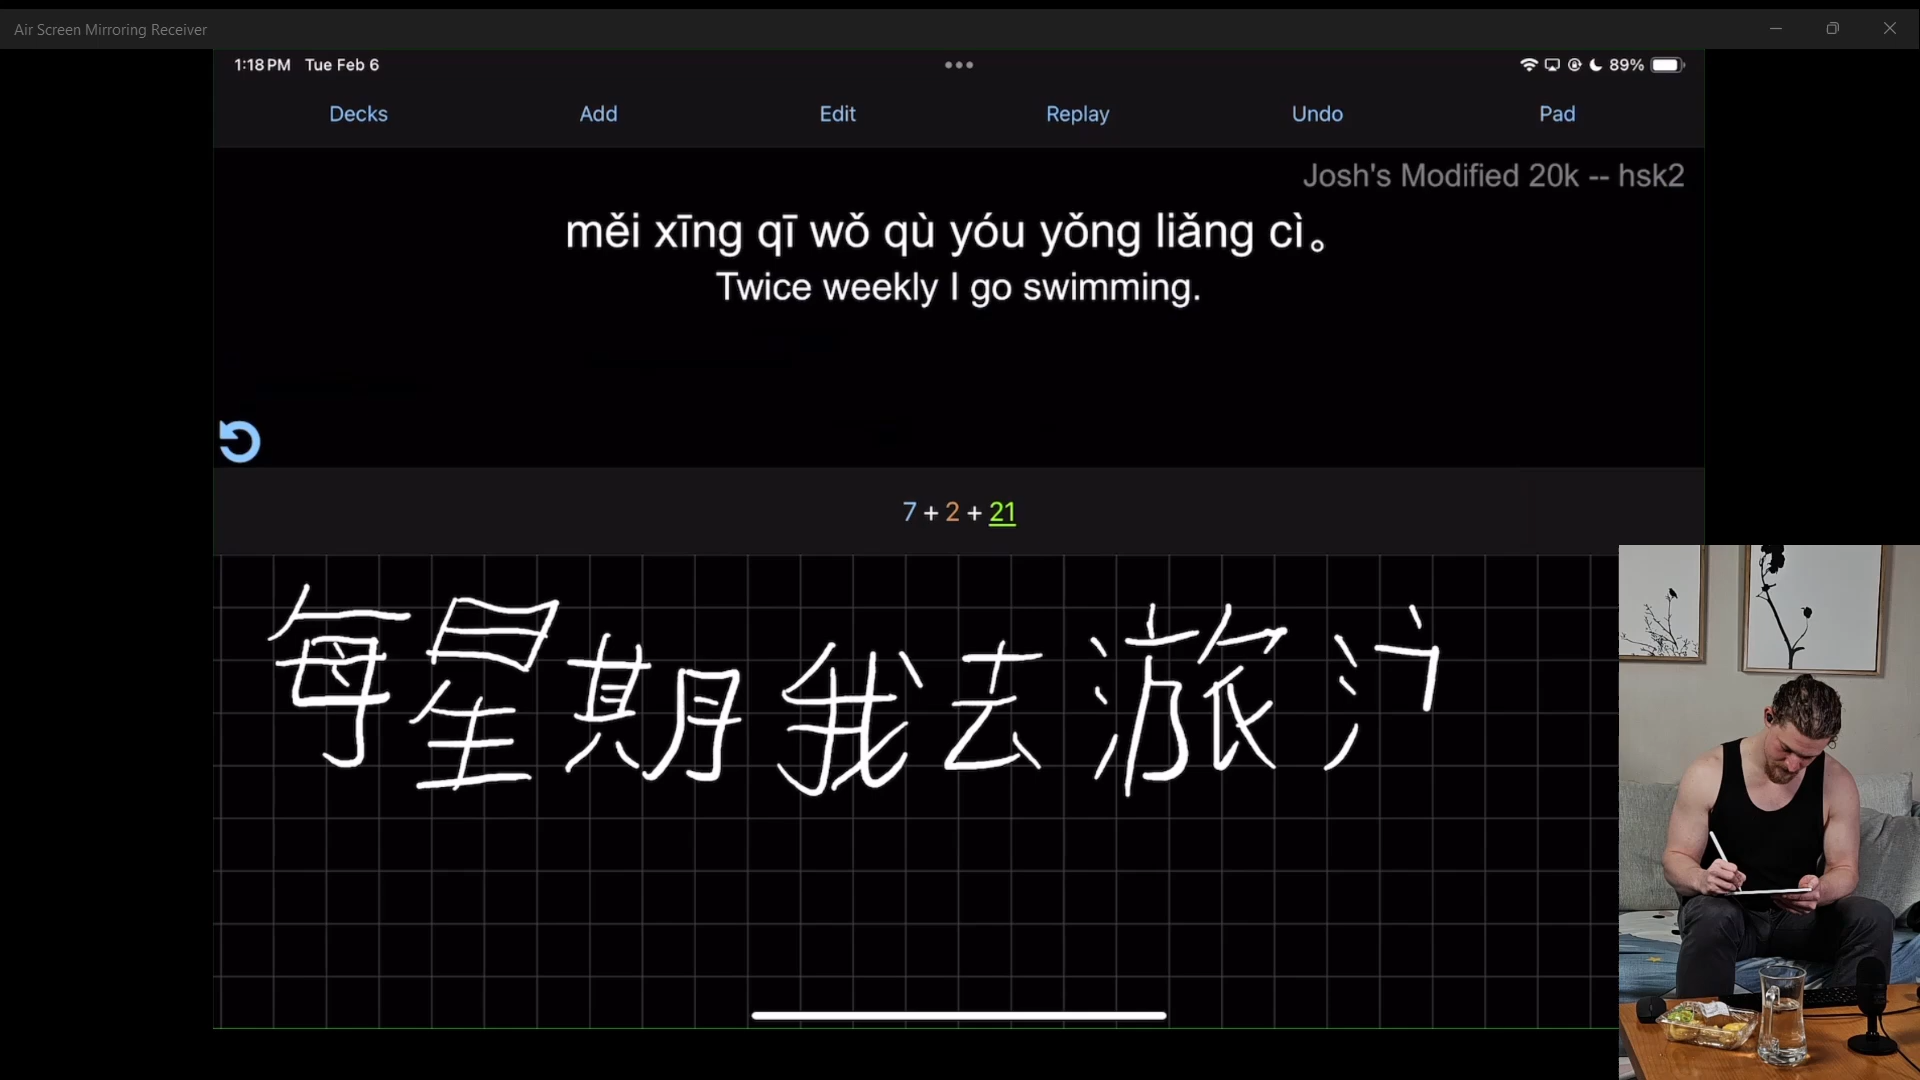 Air Screen Mirroring Receiver
1:18 PM Tue Feb 6
89%
Decks Add Edit Replay Undo Pad
Josh's Modified 20k -- hsk2
měi xīng qī wǒ qù yóu yǒng liǎng cì。
Twice weekly I go swimming.
7 + 2 + 21
每星期我去